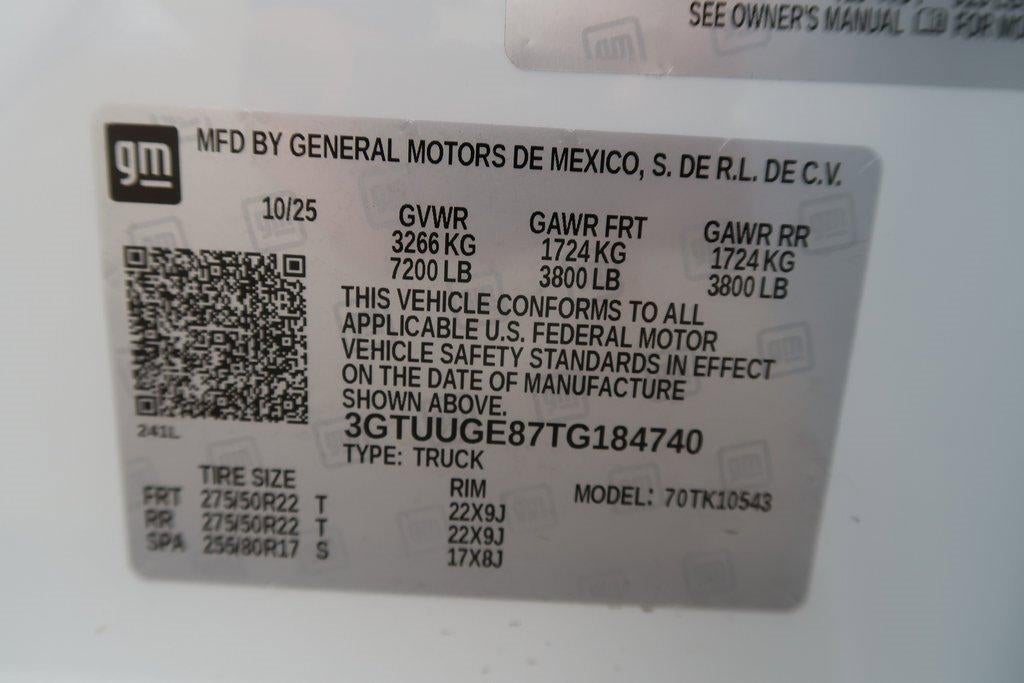 SEE OWNER'S MANUAL FOR
gm
MFD BY GENERAL MOTORS DE MEXICO, S. DE R.L. DE C.V.
10/25
GVWR GAWR FRT GAWR RR
3266 KG 1724 KG 1724 KG
7200 LB 3800 LB 3800 LB
THIS VEHICLE CONFORMS TO ALL
APPLICABLE U.S. FEDERAL MOTOR
VEHICLE SAFETY STANDARDS IN EFFECT
ON THE DATE OF MANUFACTURE
SHOWN ABOVE.
241L
3GTUUGE87TG184740
TYPE: TRUCK
TIRE SIZE RIM MODEL: 70TK10543
FRT 275/50R22 T 22X9J
RR 275/50R22 T 22X9J
SPA 255/80R17 S 17X8J